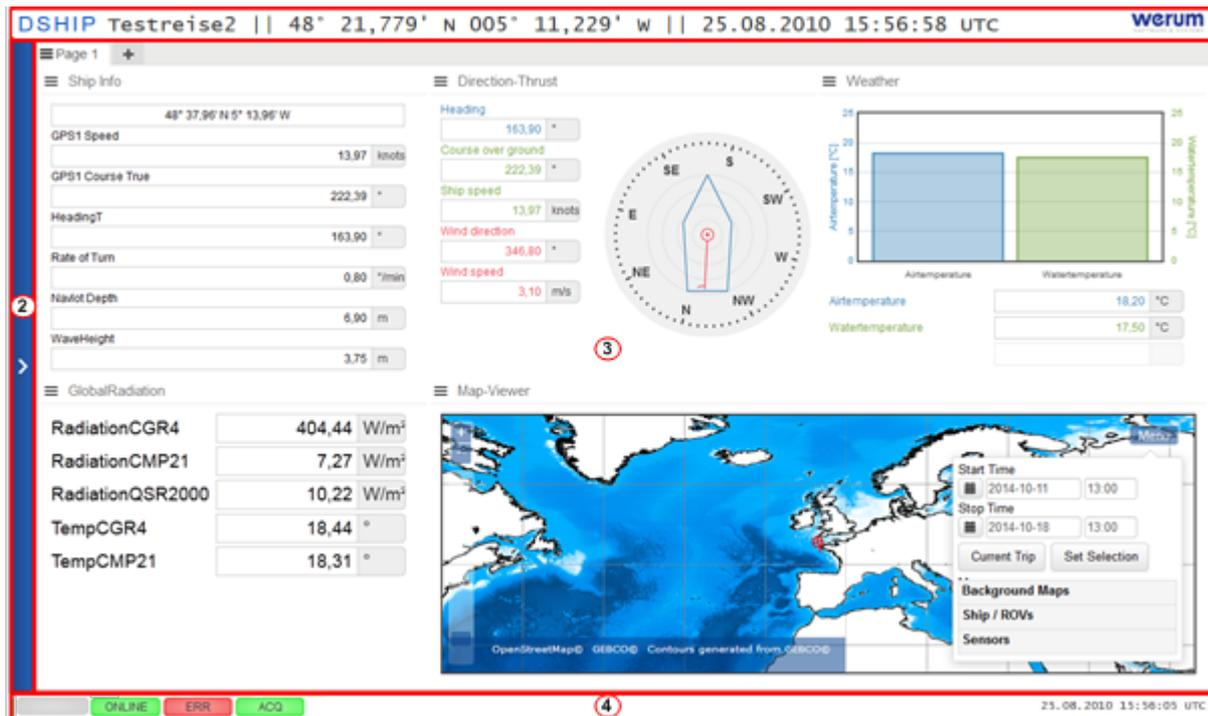 DSHIP Testreise2 || 48° 21,779' N 005° 11,229' W || 25.08.2010 15:56:58 UTC
werum
Page 1 +
Ship Info
48° 37,96' N 5° 13,96' W
GPS1 Speed
13,97 knots
GPS1 Course True
222,39 °
HeadingT
163,90 °
Rate of Turn
0,80 °/min
Navlot Depth
6,90 m
WaveHeight
3,75 m
Direction-Thrust
Heading
163,90 °
Course over ground
222,39 °
Ship speed
13,97 knots
Wind direction
346,80 °
Wind speed
3,10 m/s
S
SE
SW
E
W
NE
NW
N
Weather
25 25
20 20
15 15
10 10
5 5
0 0
Airtemperature [°C]
Watertemperature [°C]
Airtemperature Watertemperature
Airtemperature 18,20 °C
Watertemperature 17,50 °C
2
3
GlobalRadiation
RadiationCGR4 404,44 W/m²
RadiationCMP21 7,27 W/m²
RadiationQSR2000 10,22 W/m²
TempCGR4 18,44 °
TempCMP21 18,31 °
Map-Viewer
+
Menu
Start Time
2014-10-11 13:00
Stop Time
2014-10-18 13:00
Current Trip Set Selection
Background Maps
Ship / ROVs
Sensors
OpenStreetMap© GEBCO© Contours generated from GEBCO©
ONLINE ERR ACQ
4
25.08.2010 15:56:05 UTC